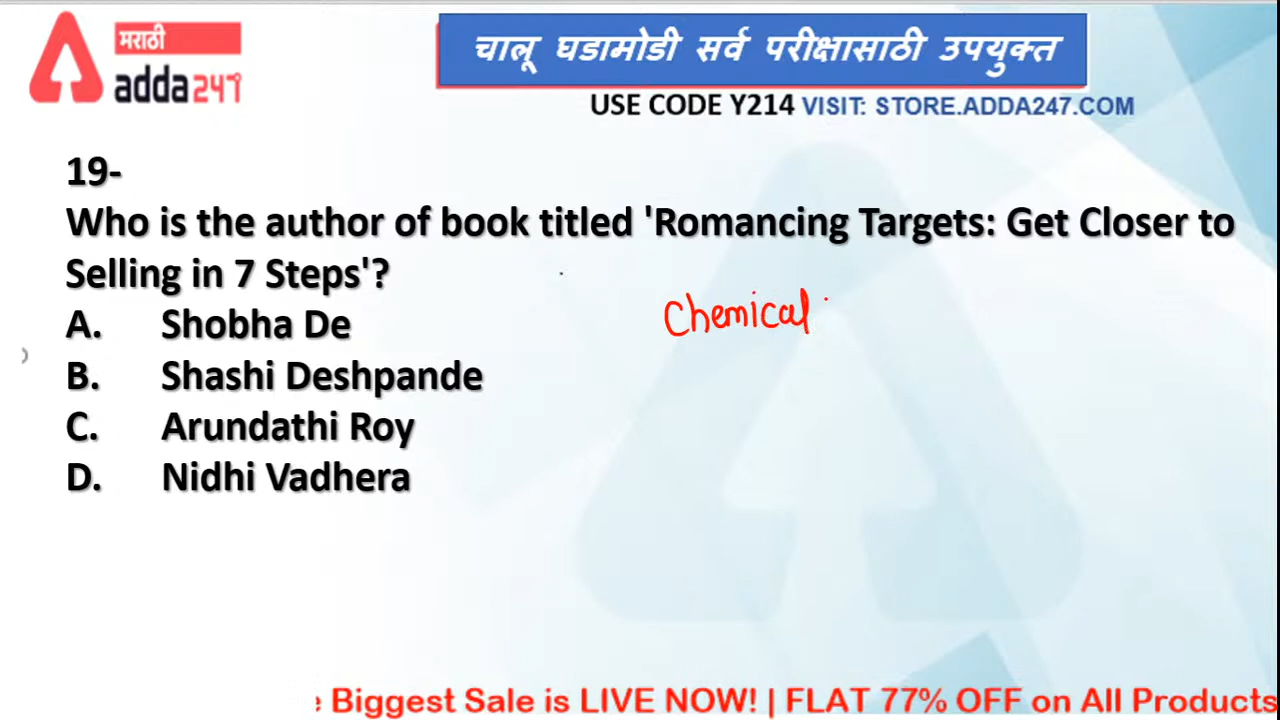 मराठी
adda247
चालू घडामोडी सर्व परीक्षासाठी उपयुक्त
USE CODE Y214 VISIT: STORE.ADDA247.COM
19-
Who is the author of book titled 'Romancing Targets: Get Closer to
Selling in 7 Steps'?
Chemical
A. Shobha De
B. Shashi Deshpande
C. Arundathi Roy
D. Nidhi Vadhera
Biggest Sale is LIVE NOW! | FLAT 77% OFF on All Products